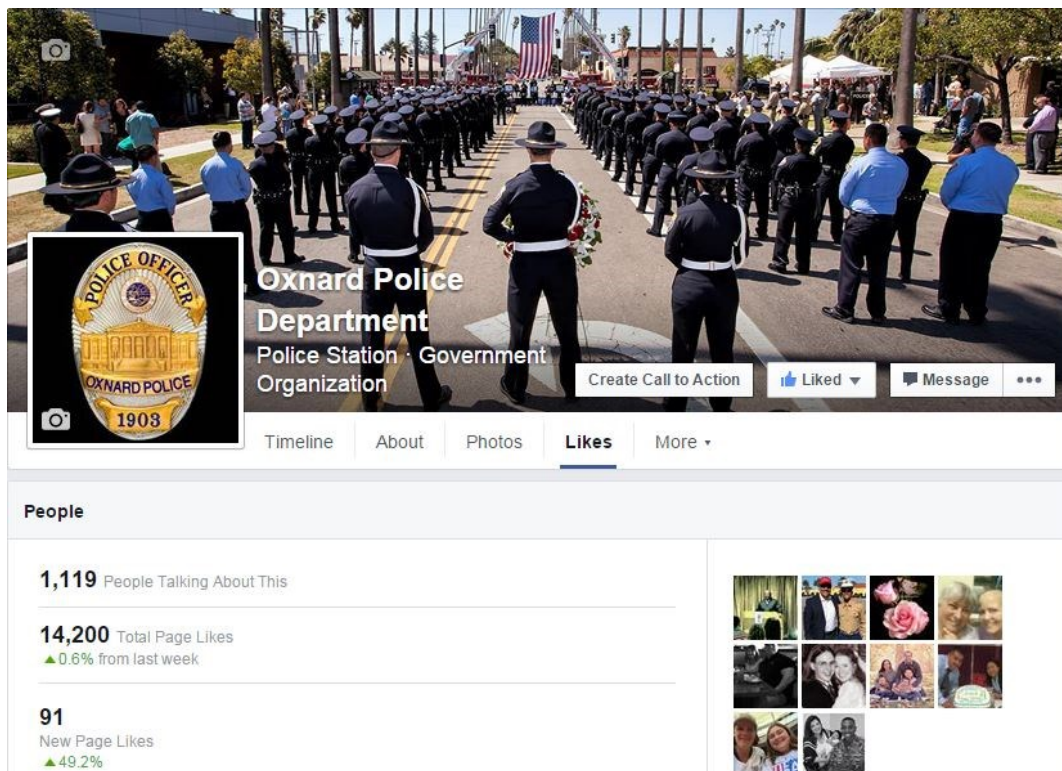 POLICE OFFICER
OXNARD POLICE
1903
Oxnard Police
Department
Police Station · Government
Organization
Create Call to Action
Liked
Message
Timeline
About
Photos
Likes
More
People
1,119 People Talking About This
14,200 Total Page Likes
0.6% from last week
91
New Page Likes
49.2%